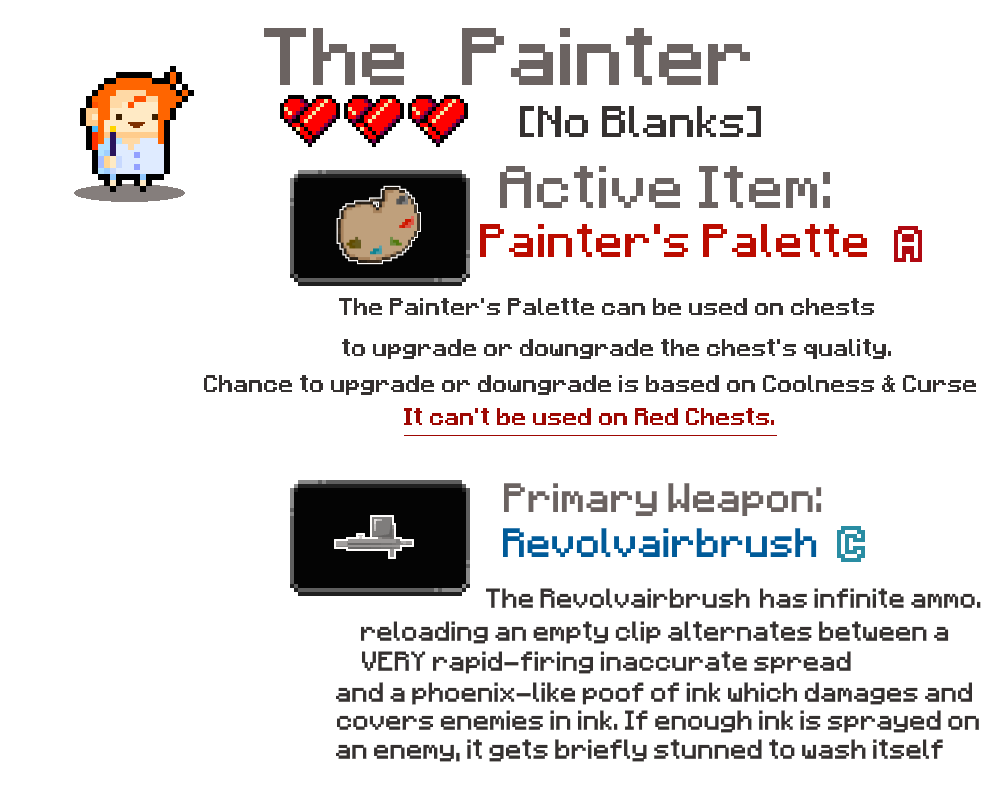 The Painter
[No Blanks]
Active Item:
Painter's Palette A
The Painter's Palette can be used on chests
to upgrade or downgrade the chest's quality.
Chance to upgrade or downgrade is based on Coolness & Curse
It can't be used on Red Chests.
Primary Weapon:
Revolvairbrush C
The Revolvairbrush has infinite ammo.
reloading an empty clip alternates between a
VERY rapid-firing inaccurate spread
and a phoenix-like poof of ink which damages and
covers enemies in ink. If enough ink is sprayed on
an enemy, it gets briefly stunned to wash itself